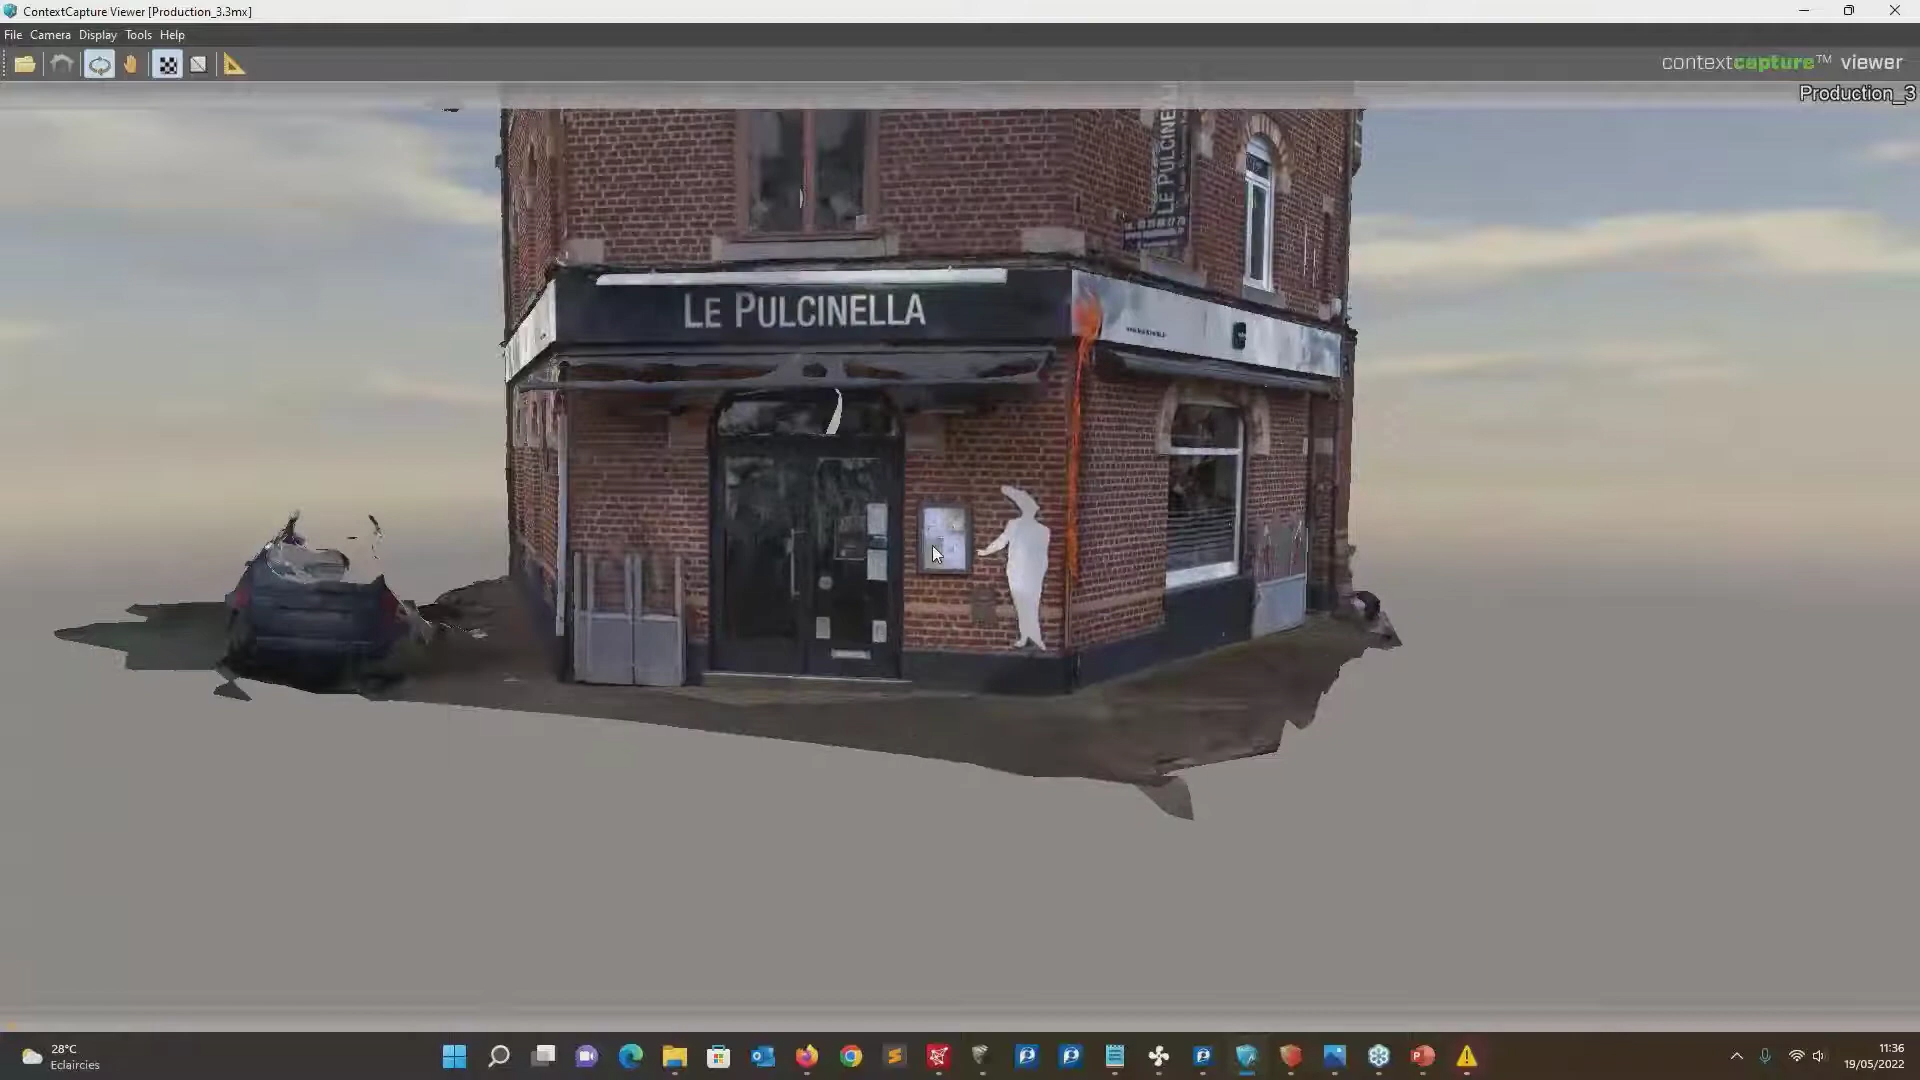 ContextCapture Viewer [Production_3.3mx]
File Camera Display Tools Help
contextcapture™ viewer
Production_3
LE PULCINELLA
LE PULCINELLA
28°C
Eclaircies
11:36
19/05/2022